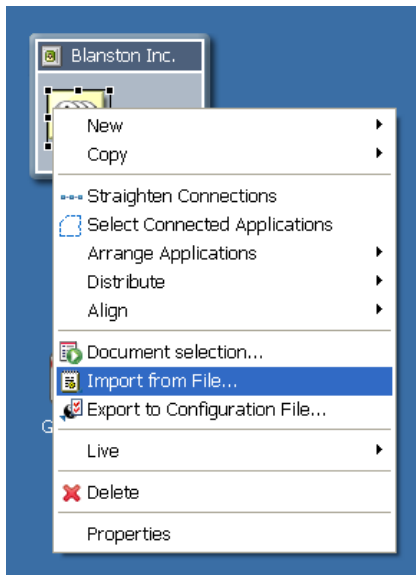 Blanston Inc.
New
Copy
Straighten Connections
Select Connected Applications
Arrange Applications
Distribute
Align
Document selection...
Import from File...
Export to Configuration File...
G
Live
Delete
Properties